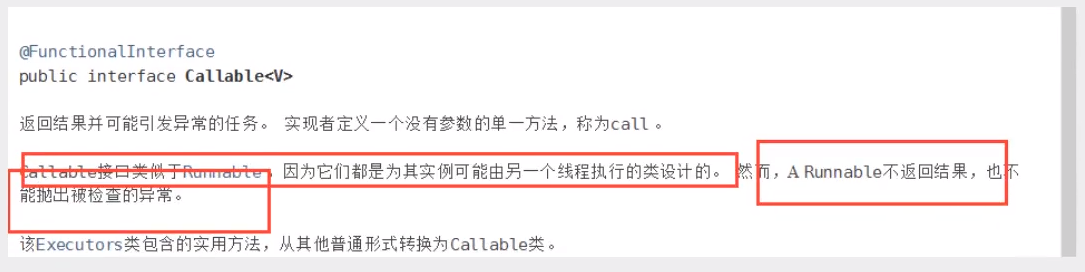 @FunctionalInterface
public interface Callable<V>
返回结果并可能引发异常的任务。 实现者定义一个没有参数的单一方法，称为call 。
Callable接口类似于Runnable ，因为它们都是为其实例可能由另一个线程执行的类设计的。 然而，A Runnable不返回结果，也不
能抛出被检查的异常。
该Executors类包含的实用方法，从其他普通形式转换为Callable类。